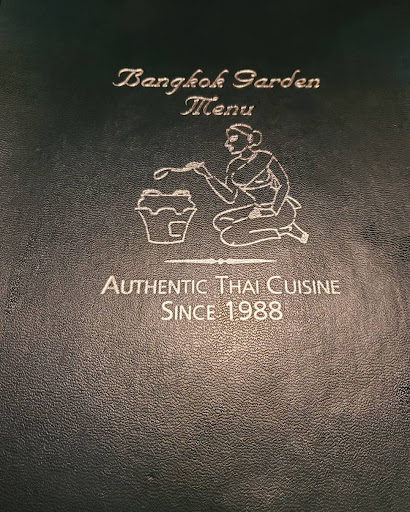 Bangkok Garden
Menu
AUTHENTIC THAI CUISINE
SINCE 1988